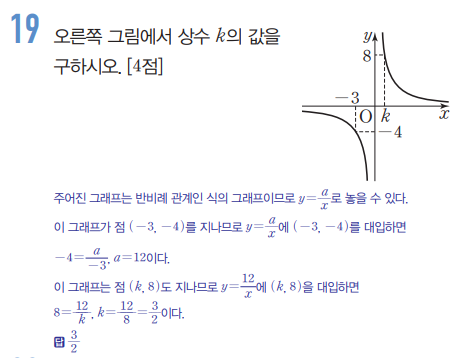 19 오른쪽 그림에서 상수 k의 값을
구하시오. [4점]
y
8
-3
O k x
-4
주어진 그래프는 반비례 관계인 식의 그래프이므로 y=a/x로 놓을 수 있다.
이 그래프가 점 (-3, -4)를 지나므로 y=a/x에 (-3, -4)를 대입하면
-4=a/-3, a=12이다.
이 그래프는 점 (k, 8)도 지나므로 y=12/x에 (k, 8)을 대입하면
8=12/k, k=12/8=3/2이다.
답 3/2